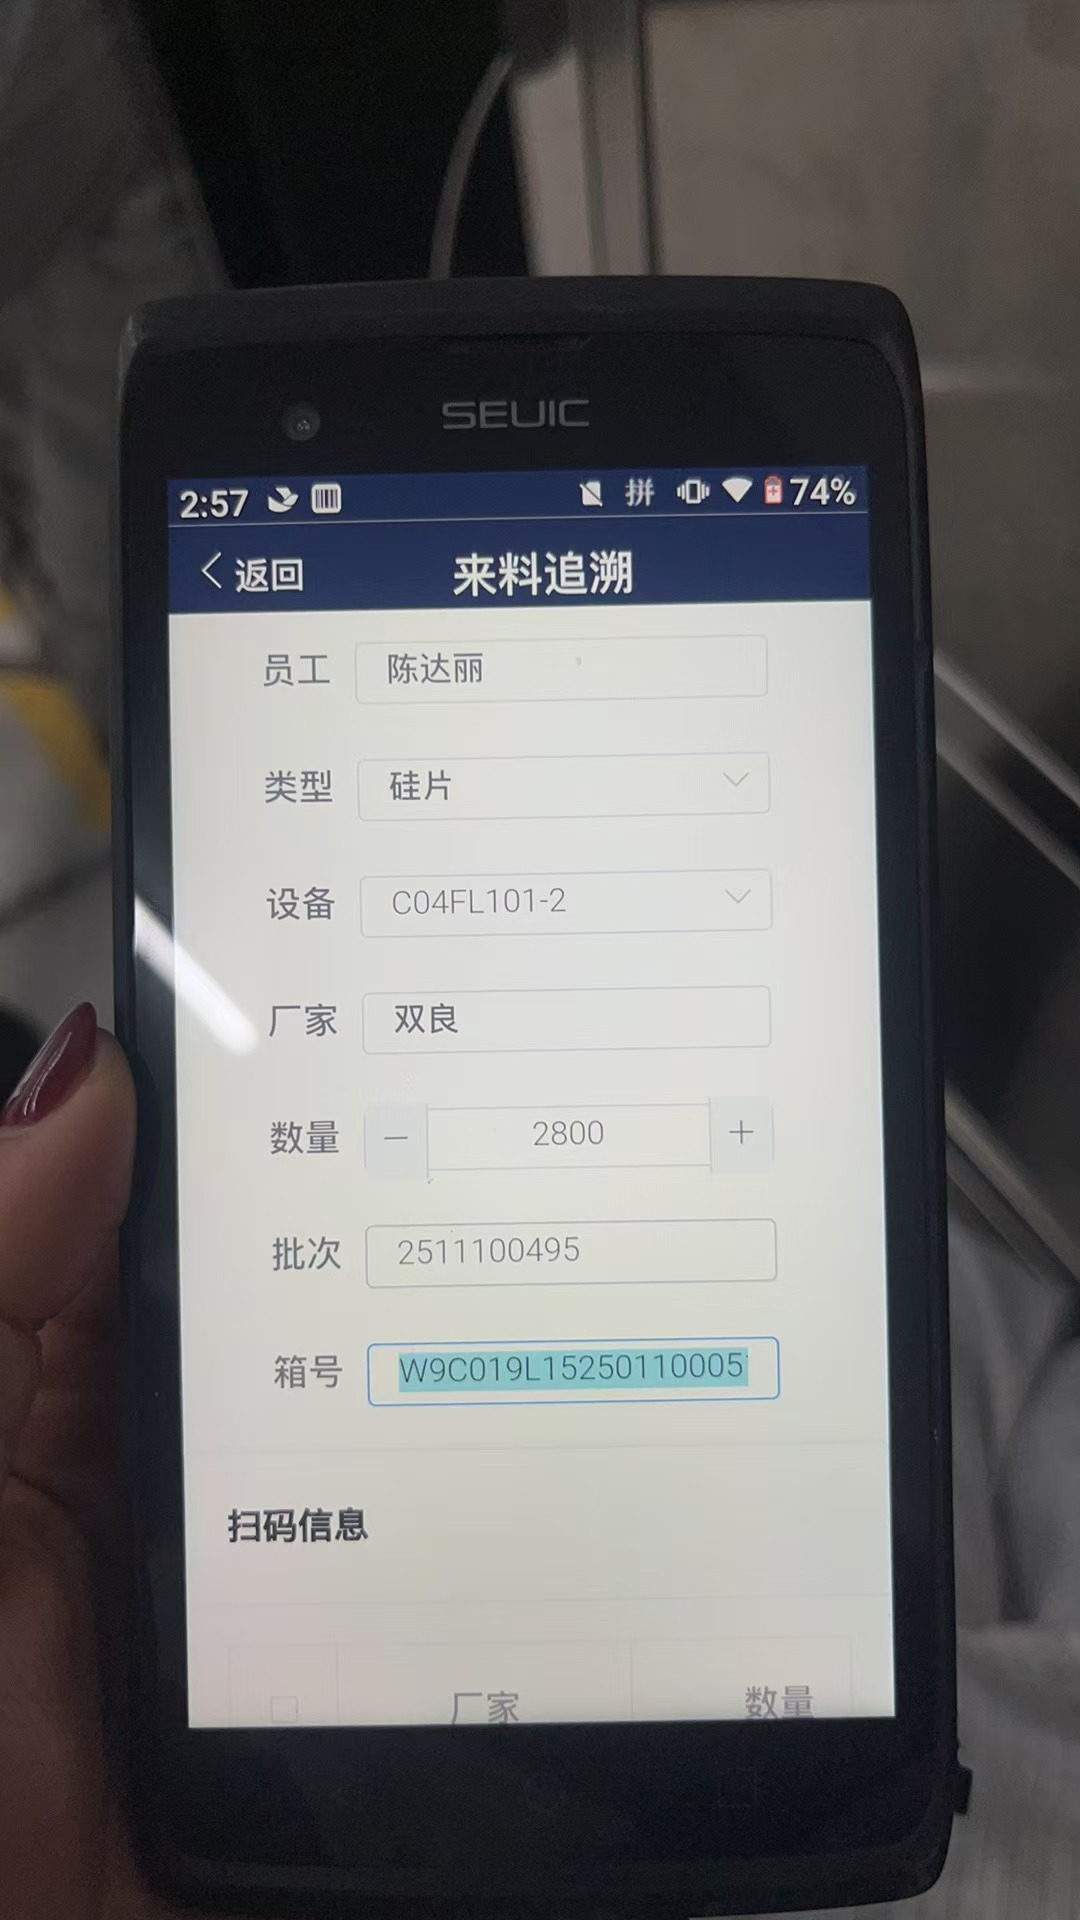 SEUIC
2:57 拼 74%
返回 来料追溯
员工 陈达丽
类型 硅片
设备 C04FL101-2
厂家 双良
数量 — 2800 +
批次 2511100495
箱号 W9C019L15250110005
扫码信息
厂家 数量